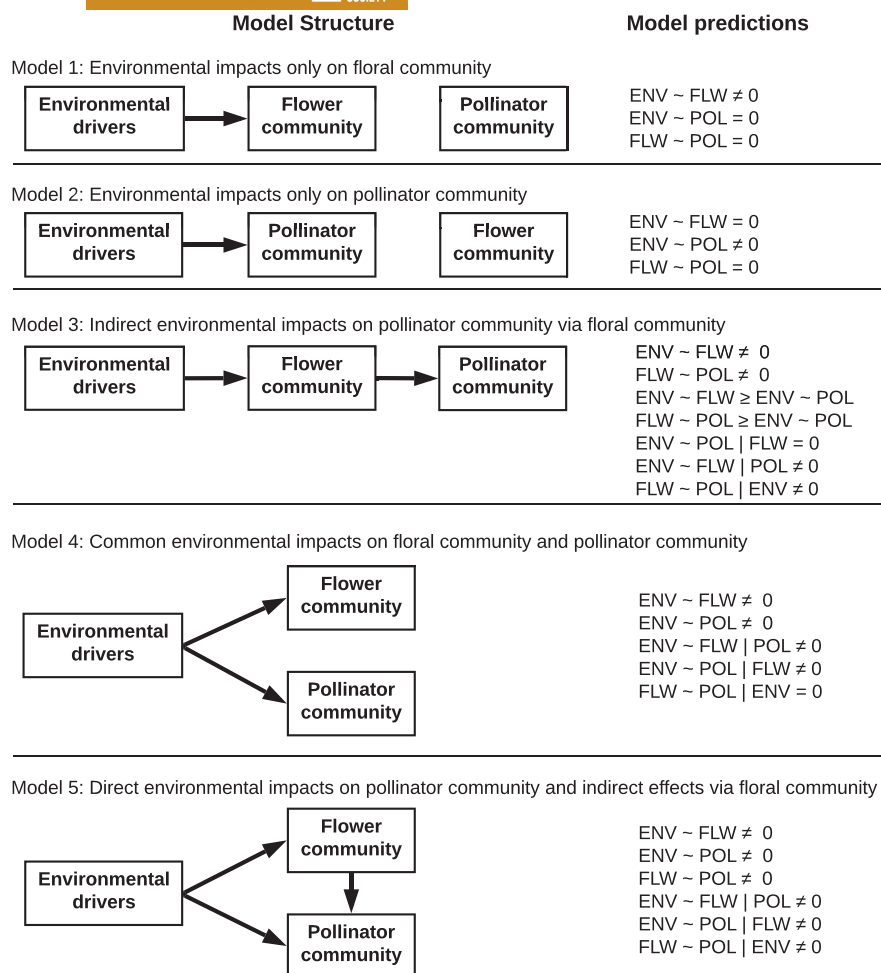 Model Structure
Model predictions
Model 1: Environmental impacts only on floral community
Environmental
drivers
Flower
community
Pollinator
community
ENV ~ FLW ≠ 0
ENV ~ POL = 0
FLW ~ POL = 0
Model 2: Environmental impacts only on pollinator community
Environmental
drivers
Pollinator
community
Flower
community
ENV ~ FLW = 0
ENV ~ POL ≠ 0
FLW ~ POL = 0
Model 3: Indirect environmental impacts on pollinator community via floral community
Environmental
drivers
Flower
community
Pollinator
community
ENV ~ FLW ≠ 0
FLW ~ POL ≠ 0
ENV ~ FLW ≥ ENV ~ POL
FLW ~ POL ≥ ENV ~ POL
ENV ~ POL | FLW = 0
ENV ~ FLW | POL ≠ 0
FLW ~ POL | ENV ≠ 0
Model 4: Common environmental impacts on floral community and pollinator community
Environmental
drivers
Flower
community
Pollinator
community
ENV ~ FLW ≠ 0
ENV ~ POL ≠ 0
ENV ~ FLW | POL ≠ 0
ENV ~ POL | FLW ≠ 0
FLW ~ POL | ENV = 0
Model 5: Direct environmental impacts on pollinator community and indirect effects via floral community
Environmental
drivers
Flower
community
Pollinator
community
ENV ~ FLW ≠ 0
ENV ~ POL ≠ 0
FLW ~ POL ≠ 0
ENV ~ FLW | POL ≠ 0
ENV ~ POL | FLW ≠ 0
FLW ~ POL | ENV ≠ 0